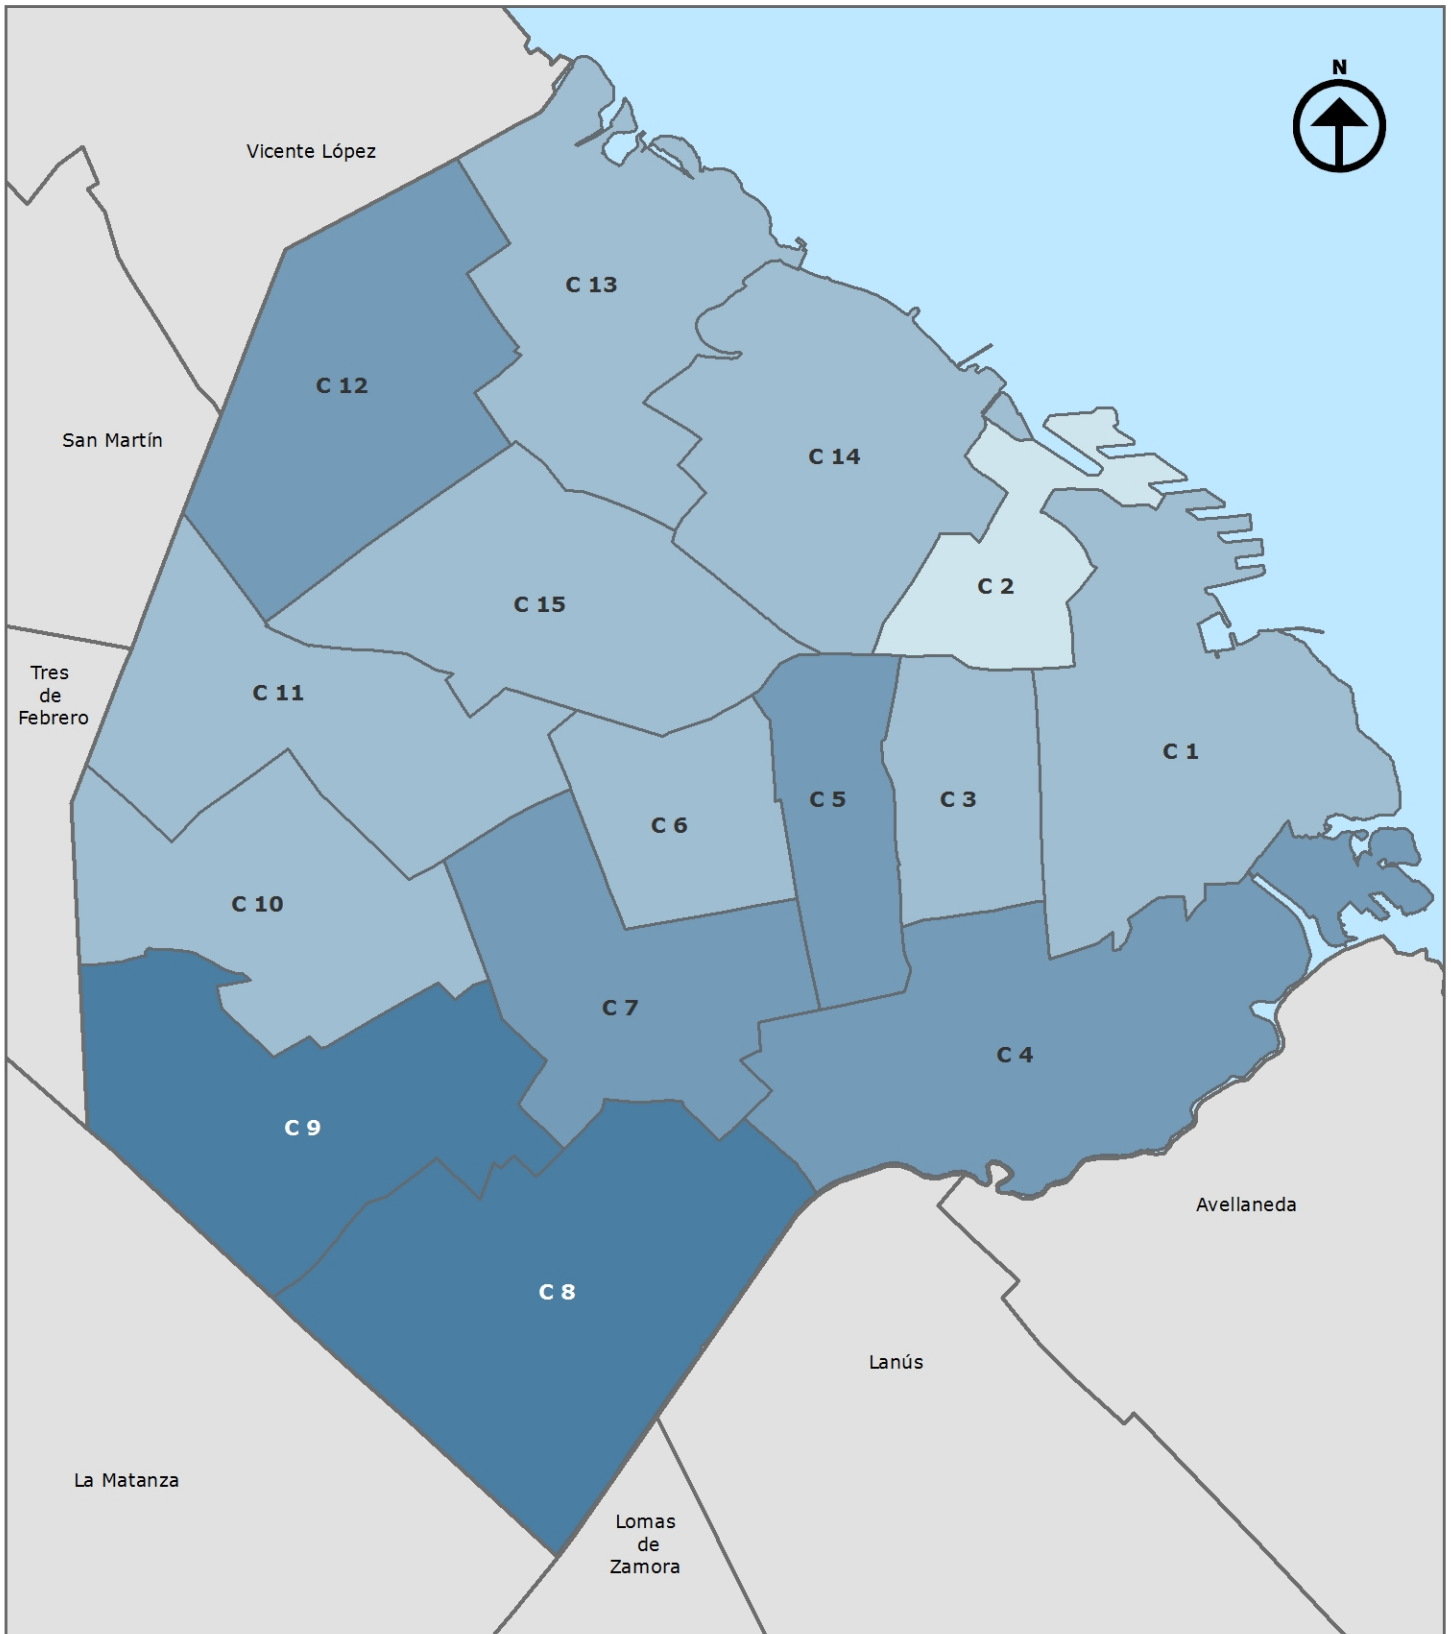 N
Vicente López
C 13
C 12
San Martín
C 14
C 2
C 15
Tres
de
Febrero
C 11
C 1
C 5
C 3
C 6
C 10
C 7
C 4
C 9
Avellaneda
C 8
Lanús
La Matanza
Lomas
de
Zamora